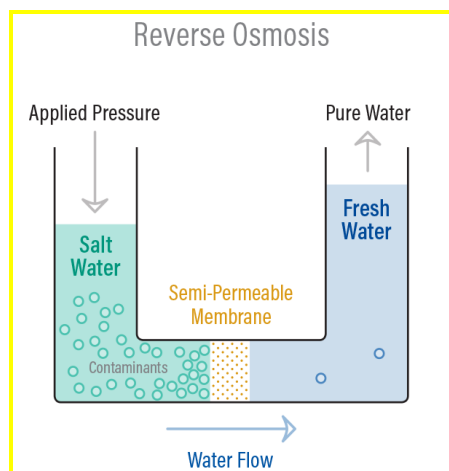 Reverse Osmosis
Applied Pressure
Pure Water
Salt
Water
Fresh
Water
Semi-Permeable
Membrane
Contaminants
Water Flow